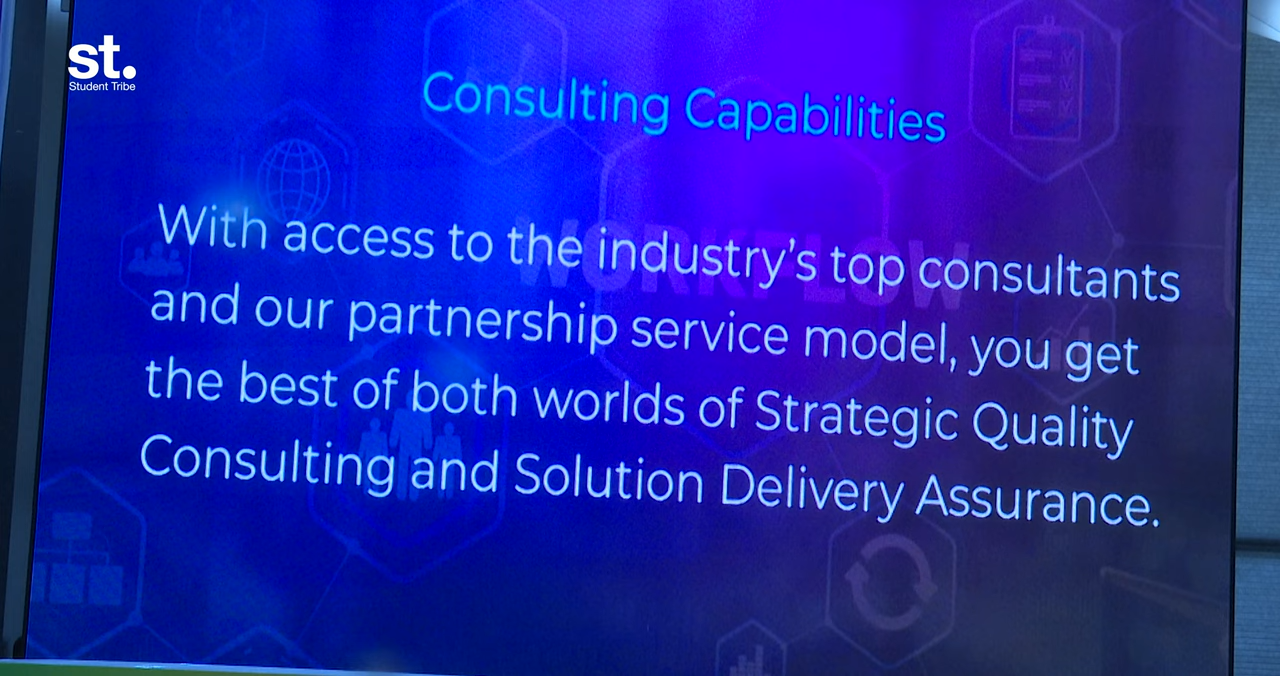 st.
Student Tribe
Consulting Capabilities
WORKFLOW
With access to the industry’s top consultants
and our partnership service model, you get
the best of both worlds of Strategic Quality
Consulting and Solution Delivery Assurance.